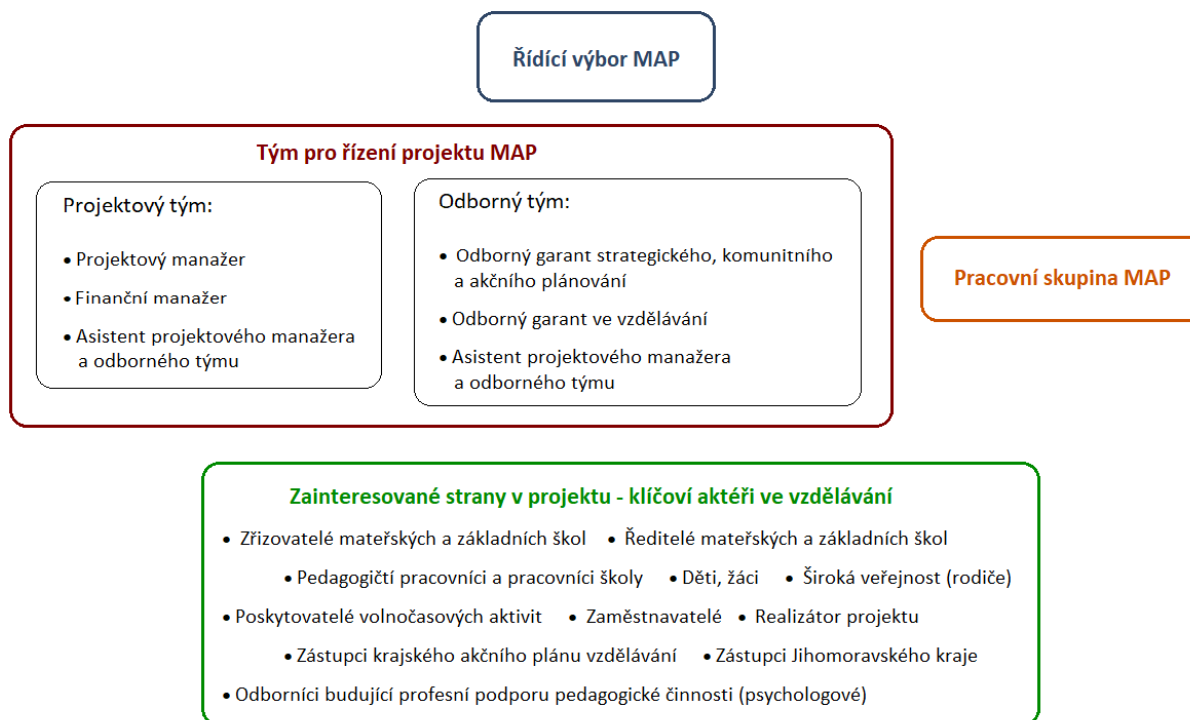 Řídící výbor MAP
Tým pro řízení projektu MAP
Projektový tým:
• Projektový manažer
• Finanční manažer
• Asistent projektového manažera
a odborného týmu
Odborný tým:
• Odborný garant strategického, komunitního
a akčního plánování
• Odborný garant ve vzdělávání
• Asistent projektového manažera
a odborného týmu
Pracovní skupina MAP
Zainteresované strany v projektu - klíčoví aktéři ve vzdělávání
• Zřizovatelé mateřských a základních škol • Ředitelé mateřských a základních škol
• Pedagogičtí pracovníci a pracovníci školy • Děti, žáci • Široká veřejnost (rodiče)
• Poskytovatelé volnočasových aktivit • Zaměstnavatelé • Realizátor projektu
• Zástupci krajského akčního plánu vzdělávání • Zástupci Jihomoravského kraje
• Odborníci budující profesní podporu pedagogické činnosti (psychologové)